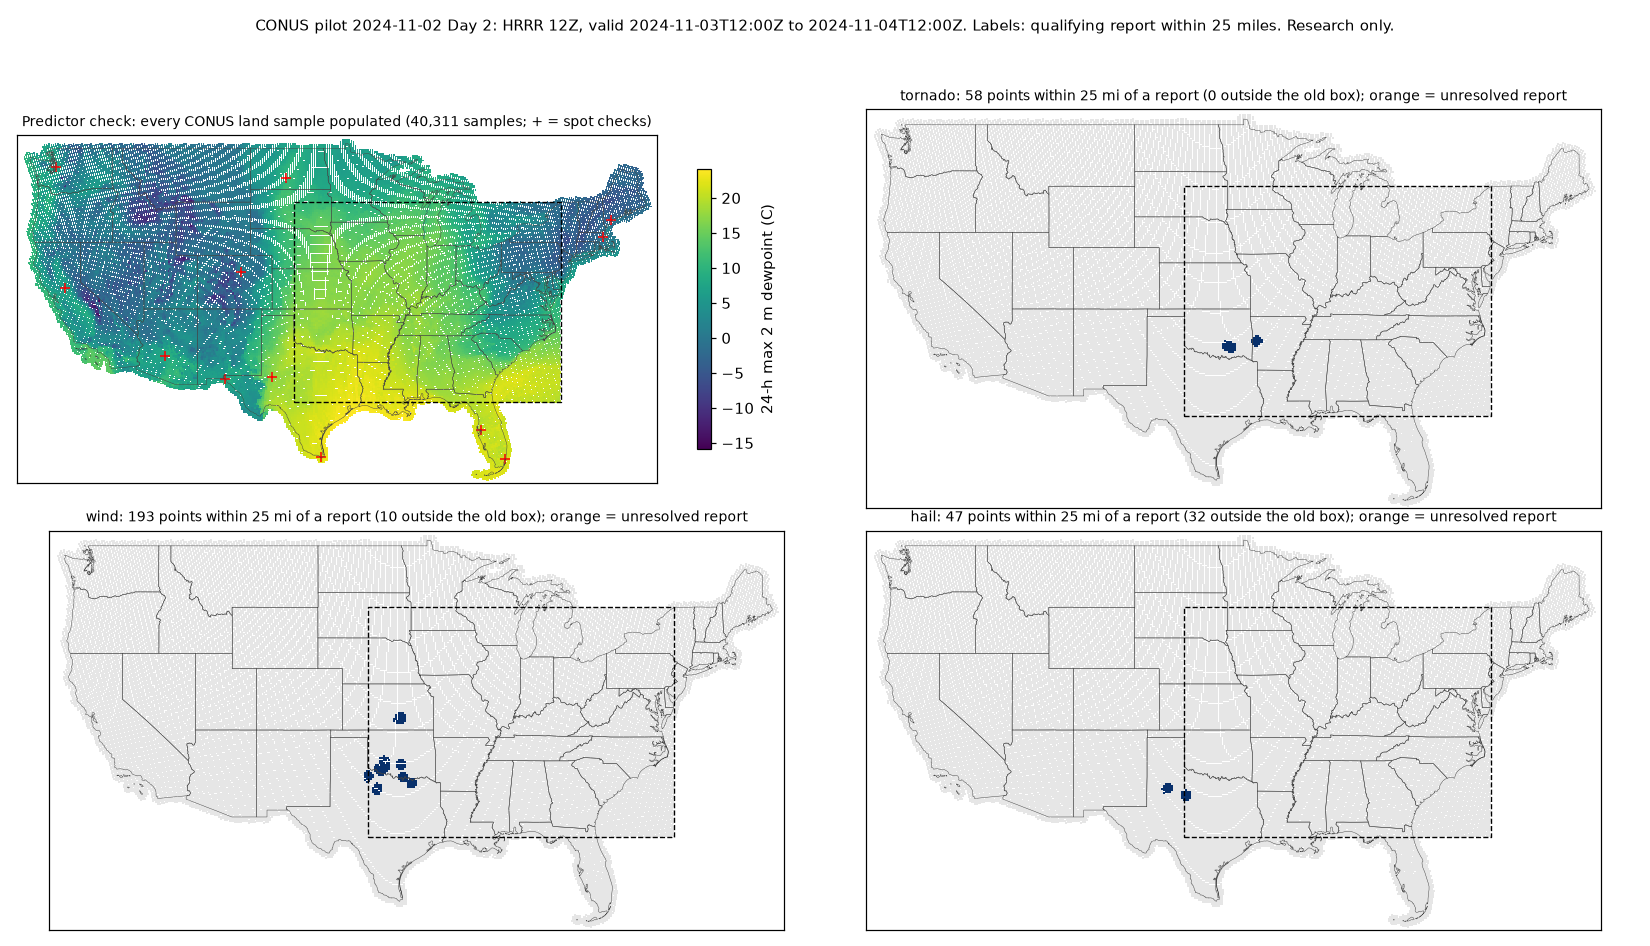 CONUS pilot 2024-11-02 Day 2: HRRR 12Z, valid 2024-11-03T12:00Z to 2024-11-04T12:00Z. Labels: qualifying report within 25 miles. Research only.
Predictor check: every CONUS land sample populated (40,311 samples; + = spot checks)
20
15
10
5
0
−5
−10
−15
24-h max 2 m dewpoint (C)
tornado: 58 points within 25 mi of a report (0 outside the old box); orange = unresolved report
wind: 193 points within 25 mi of a report (10 outside the old box); orange = unresolved report
hail: 47 points within 25 mi of a report (32 outside the old box); orange = unresolved report